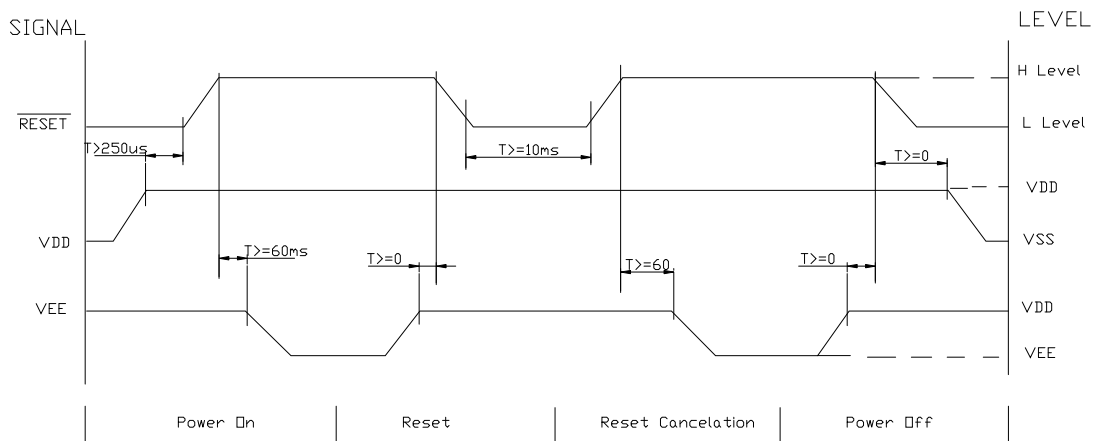 SIGNAL
LEVEL
H Level
RESET
L Level
T>250us
T>=10ms
T>=0
VDD
VDD
VSS
T>=60ms
T>=0
T>=60
T>=0
VEE
VDD
VEE
Power On
Reset
Reset Cancelation
Power Off